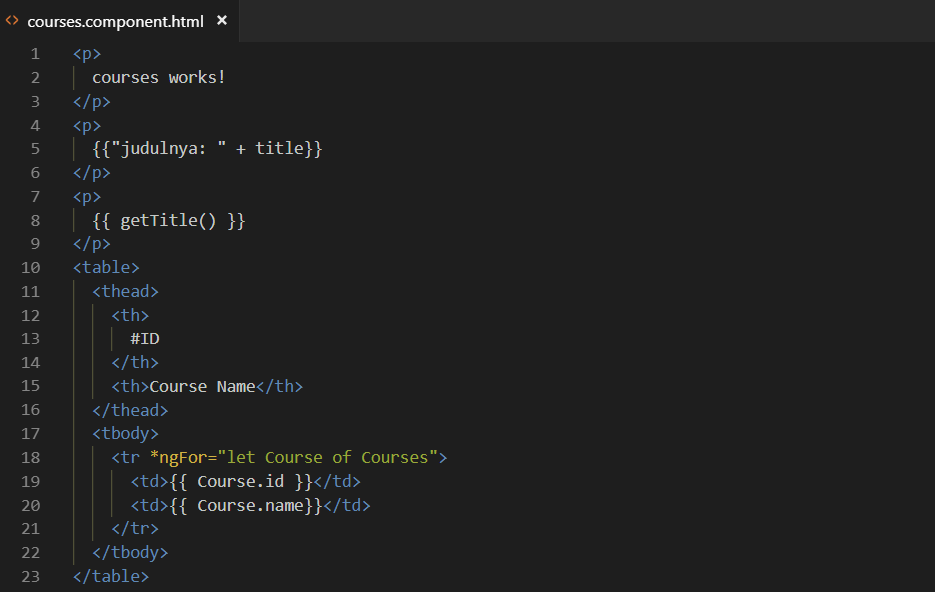 <> courses.component.html ×
1 <p>
2 courses works!
3 </p>
4 <p>
5 {{"judulnya: " + title}}
6 </p>
7 <p>
8 {{ getTitle() }}
9 </p>
10 <table>
11 <thead>
12 <th>
13 #ID
14 </th>
15 <th>Course Name</th>
16 </thead>
17 <tbody>
18 <tr *ngFor="let Course of Courses">
19 <td>{{ Course.id }}</td>
20 <td>{{ Course.name}}</td>
21 </tr>
22 </tbody>
23 </table>